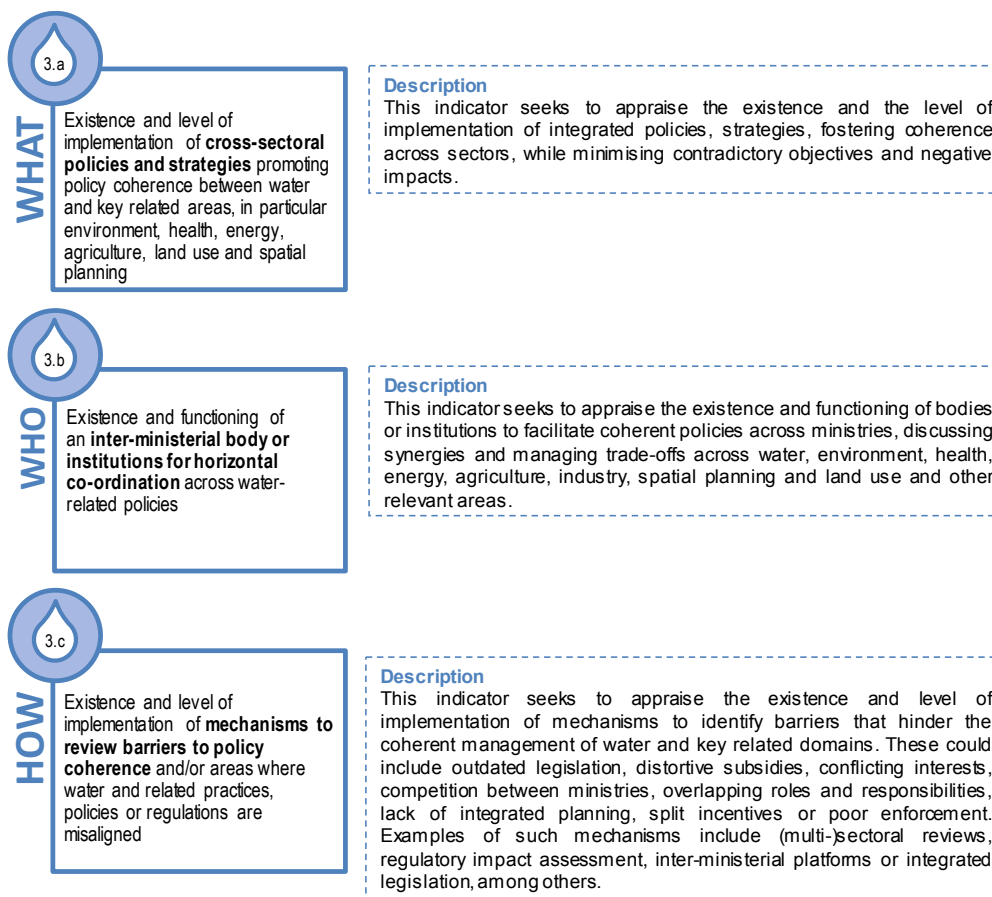 3.a
WHAT
Existence and level of
implementation of cross-sectoral
policies and strategies promoting
policy coherence between water
and key related areas, in particular
environment, health, energy,
agriculture, land use and spatial
planning
Description
This indicator seeks to appraise the existence and the level of
implementation of integrated policies, strategies, fostering coherence
across sectors, while minimising contradictory objectives and negative
impacts.
3.b
WHO
Existence and functioning of
an inter-ministerial body or
institutions for horizontal
co-ordination across water-
related policies
Description
This indicator seeks to appraise the existence and functioning of bodies
or institutions to facilitate coherent policies across ministries, discussing
synergies and managing trade-offs across water, environment, health,
energy, agriculture, industry, spatial planning and land use and other
relevant areas.
3.c
HOW
Existence and level of
implementation of mechanisms to
review barriers to policy
coherence and/or areas where
water and related practices,
policies or regulations are
misaligned
Description
This indicator seeks to appraise the existence and level of
implementation of mechanisms to identify barriers that hinder the
coherent management of water and key related domains. These could
include outdated legislation, distortive subsidies, conflicting interests,
competition between ministries, overlapping roles and responsibilities,
lack of integrated planning, split incentives or poor enforcement.
Examples of such mechanisms include (multi-)sectoral reviews,
regulatory impact assessment, inter-ministerial platforms or integrated
legislation, among others.